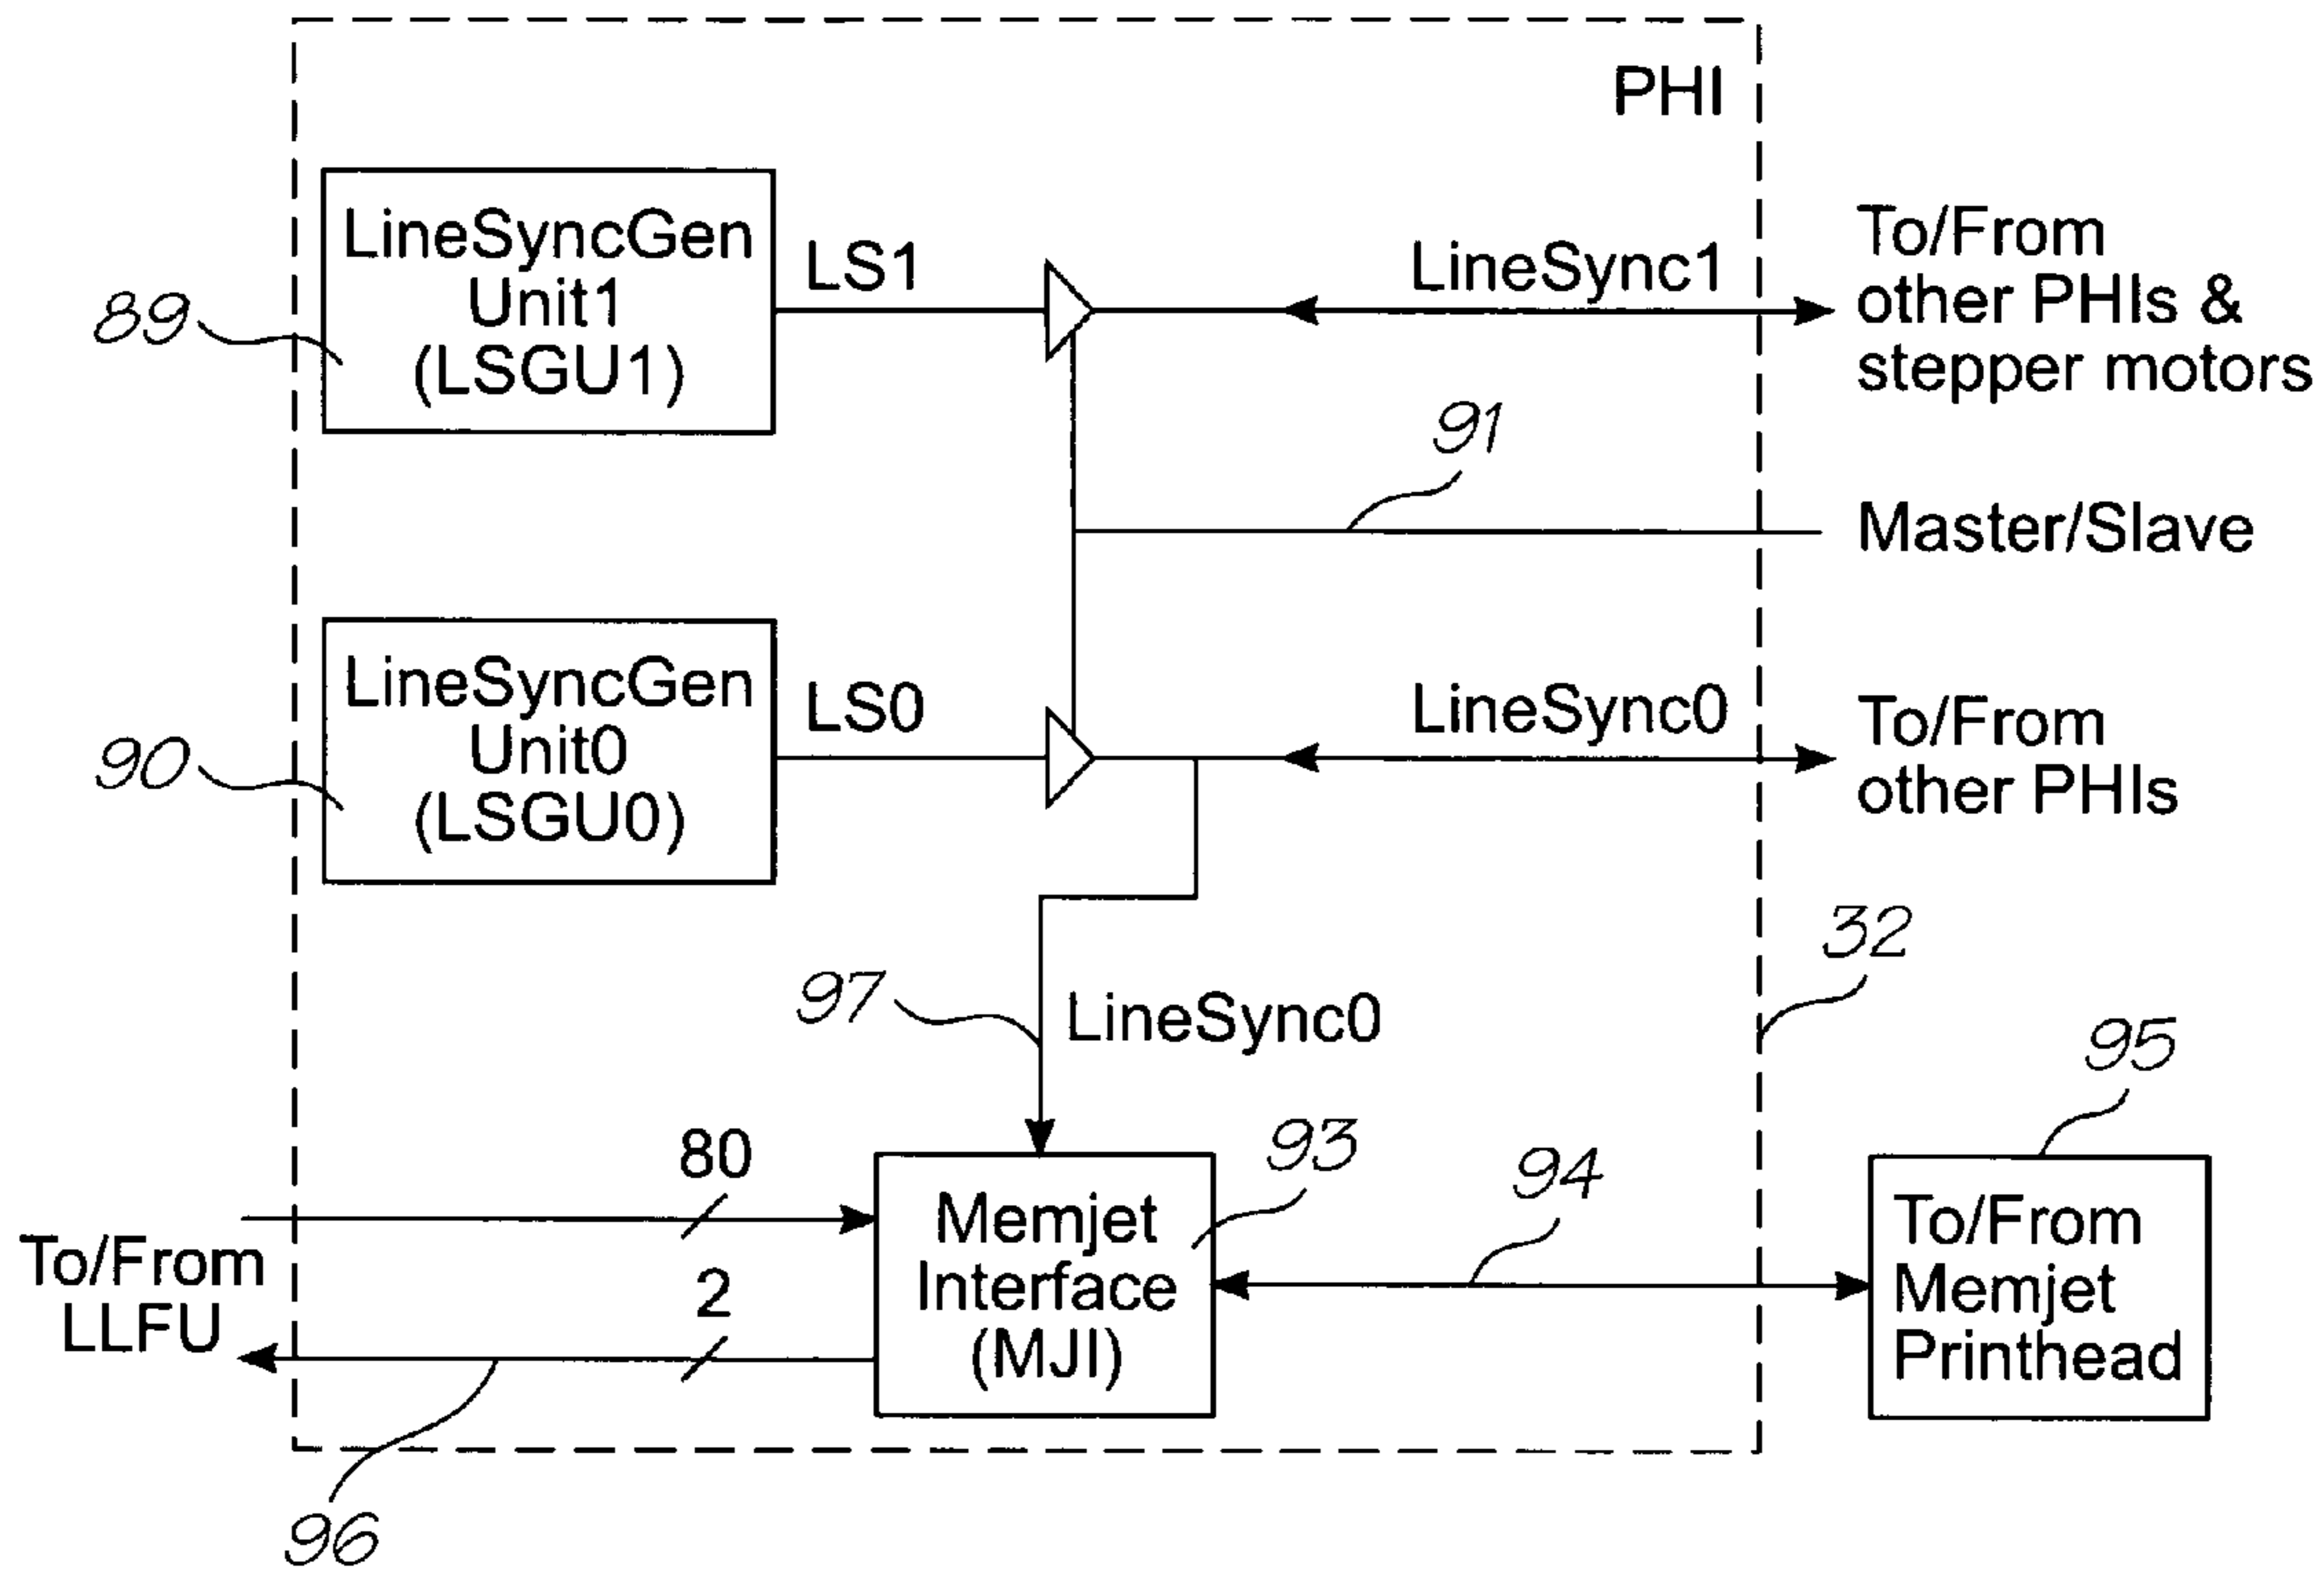 PHI
LineSyncGen
Unit1
(LSGU1)
LS1
LineSync1
To/From
other PHIs &
stepper motors
89
91
Master/Slave
LineSyncGen
Unit0
(LSGU0)
LS0
LineSync0
To/From
other PHIs
90
32
97
LineSync0
95
80
93
94
To/From
LLFU
2
Memjet
Interface
(MJI)
To/From
Memjet
Printhead
96